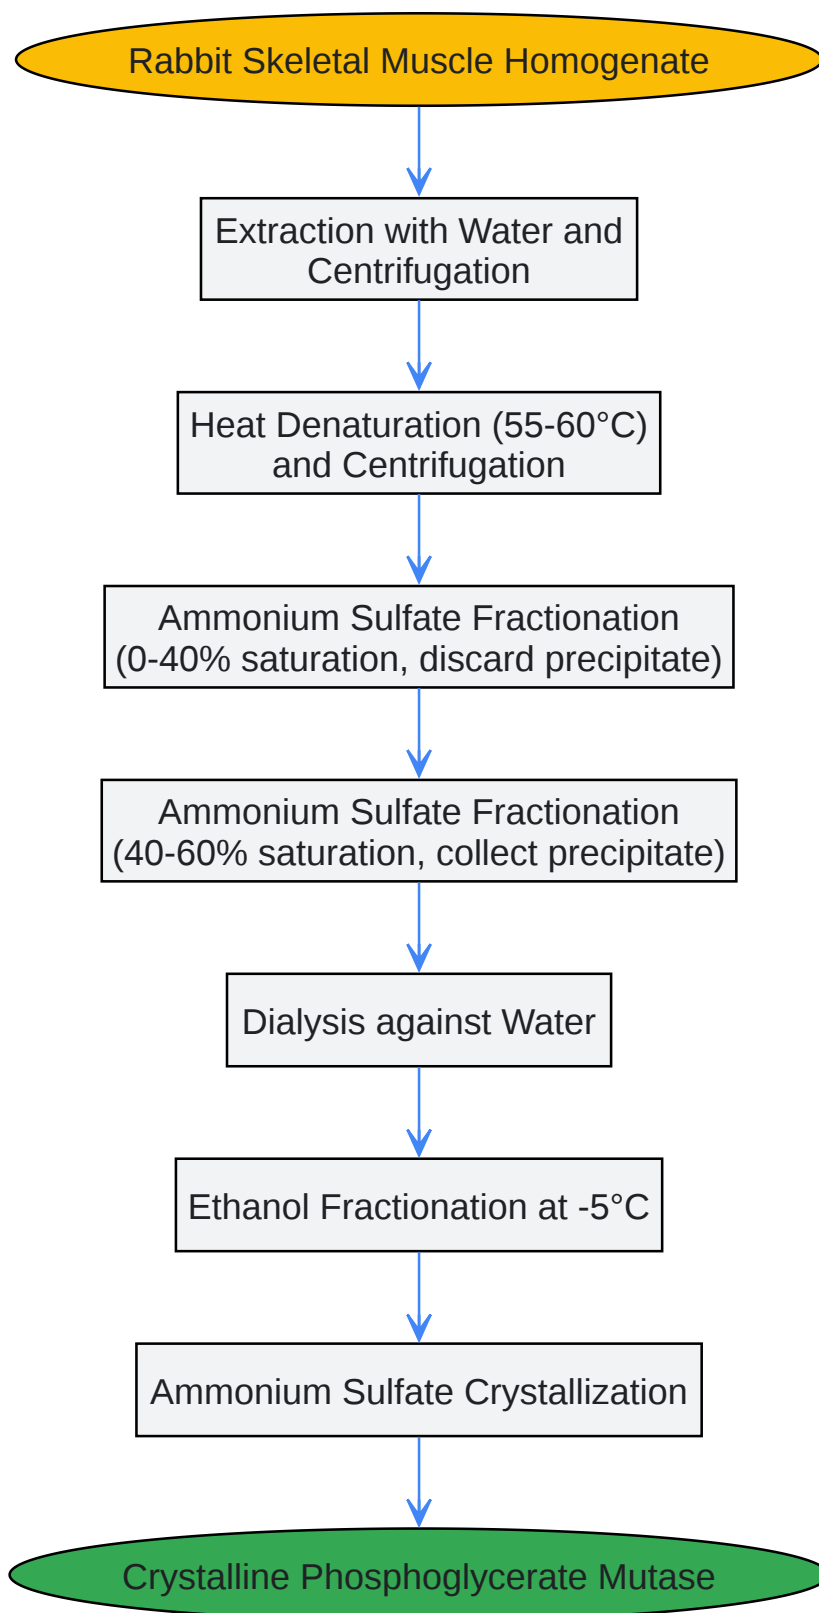 Rabbit Skeletal Muscle Homogenate
Extraction with Water and
Centrifugation
Heat Denaturation (55-60°C)
and Centrifugation
Ammonium Sulfate Fractionation
(0-40% saturation, discard precipitate)
Ammonium Sulfate Fractionation
(40-60% saturation, collect precipitate)
Dialysis against Water
Ethanol Fractionation at -5°C
Ammonium Sulfate Crystallization
Crystalline Phosphoglycerate Mutase